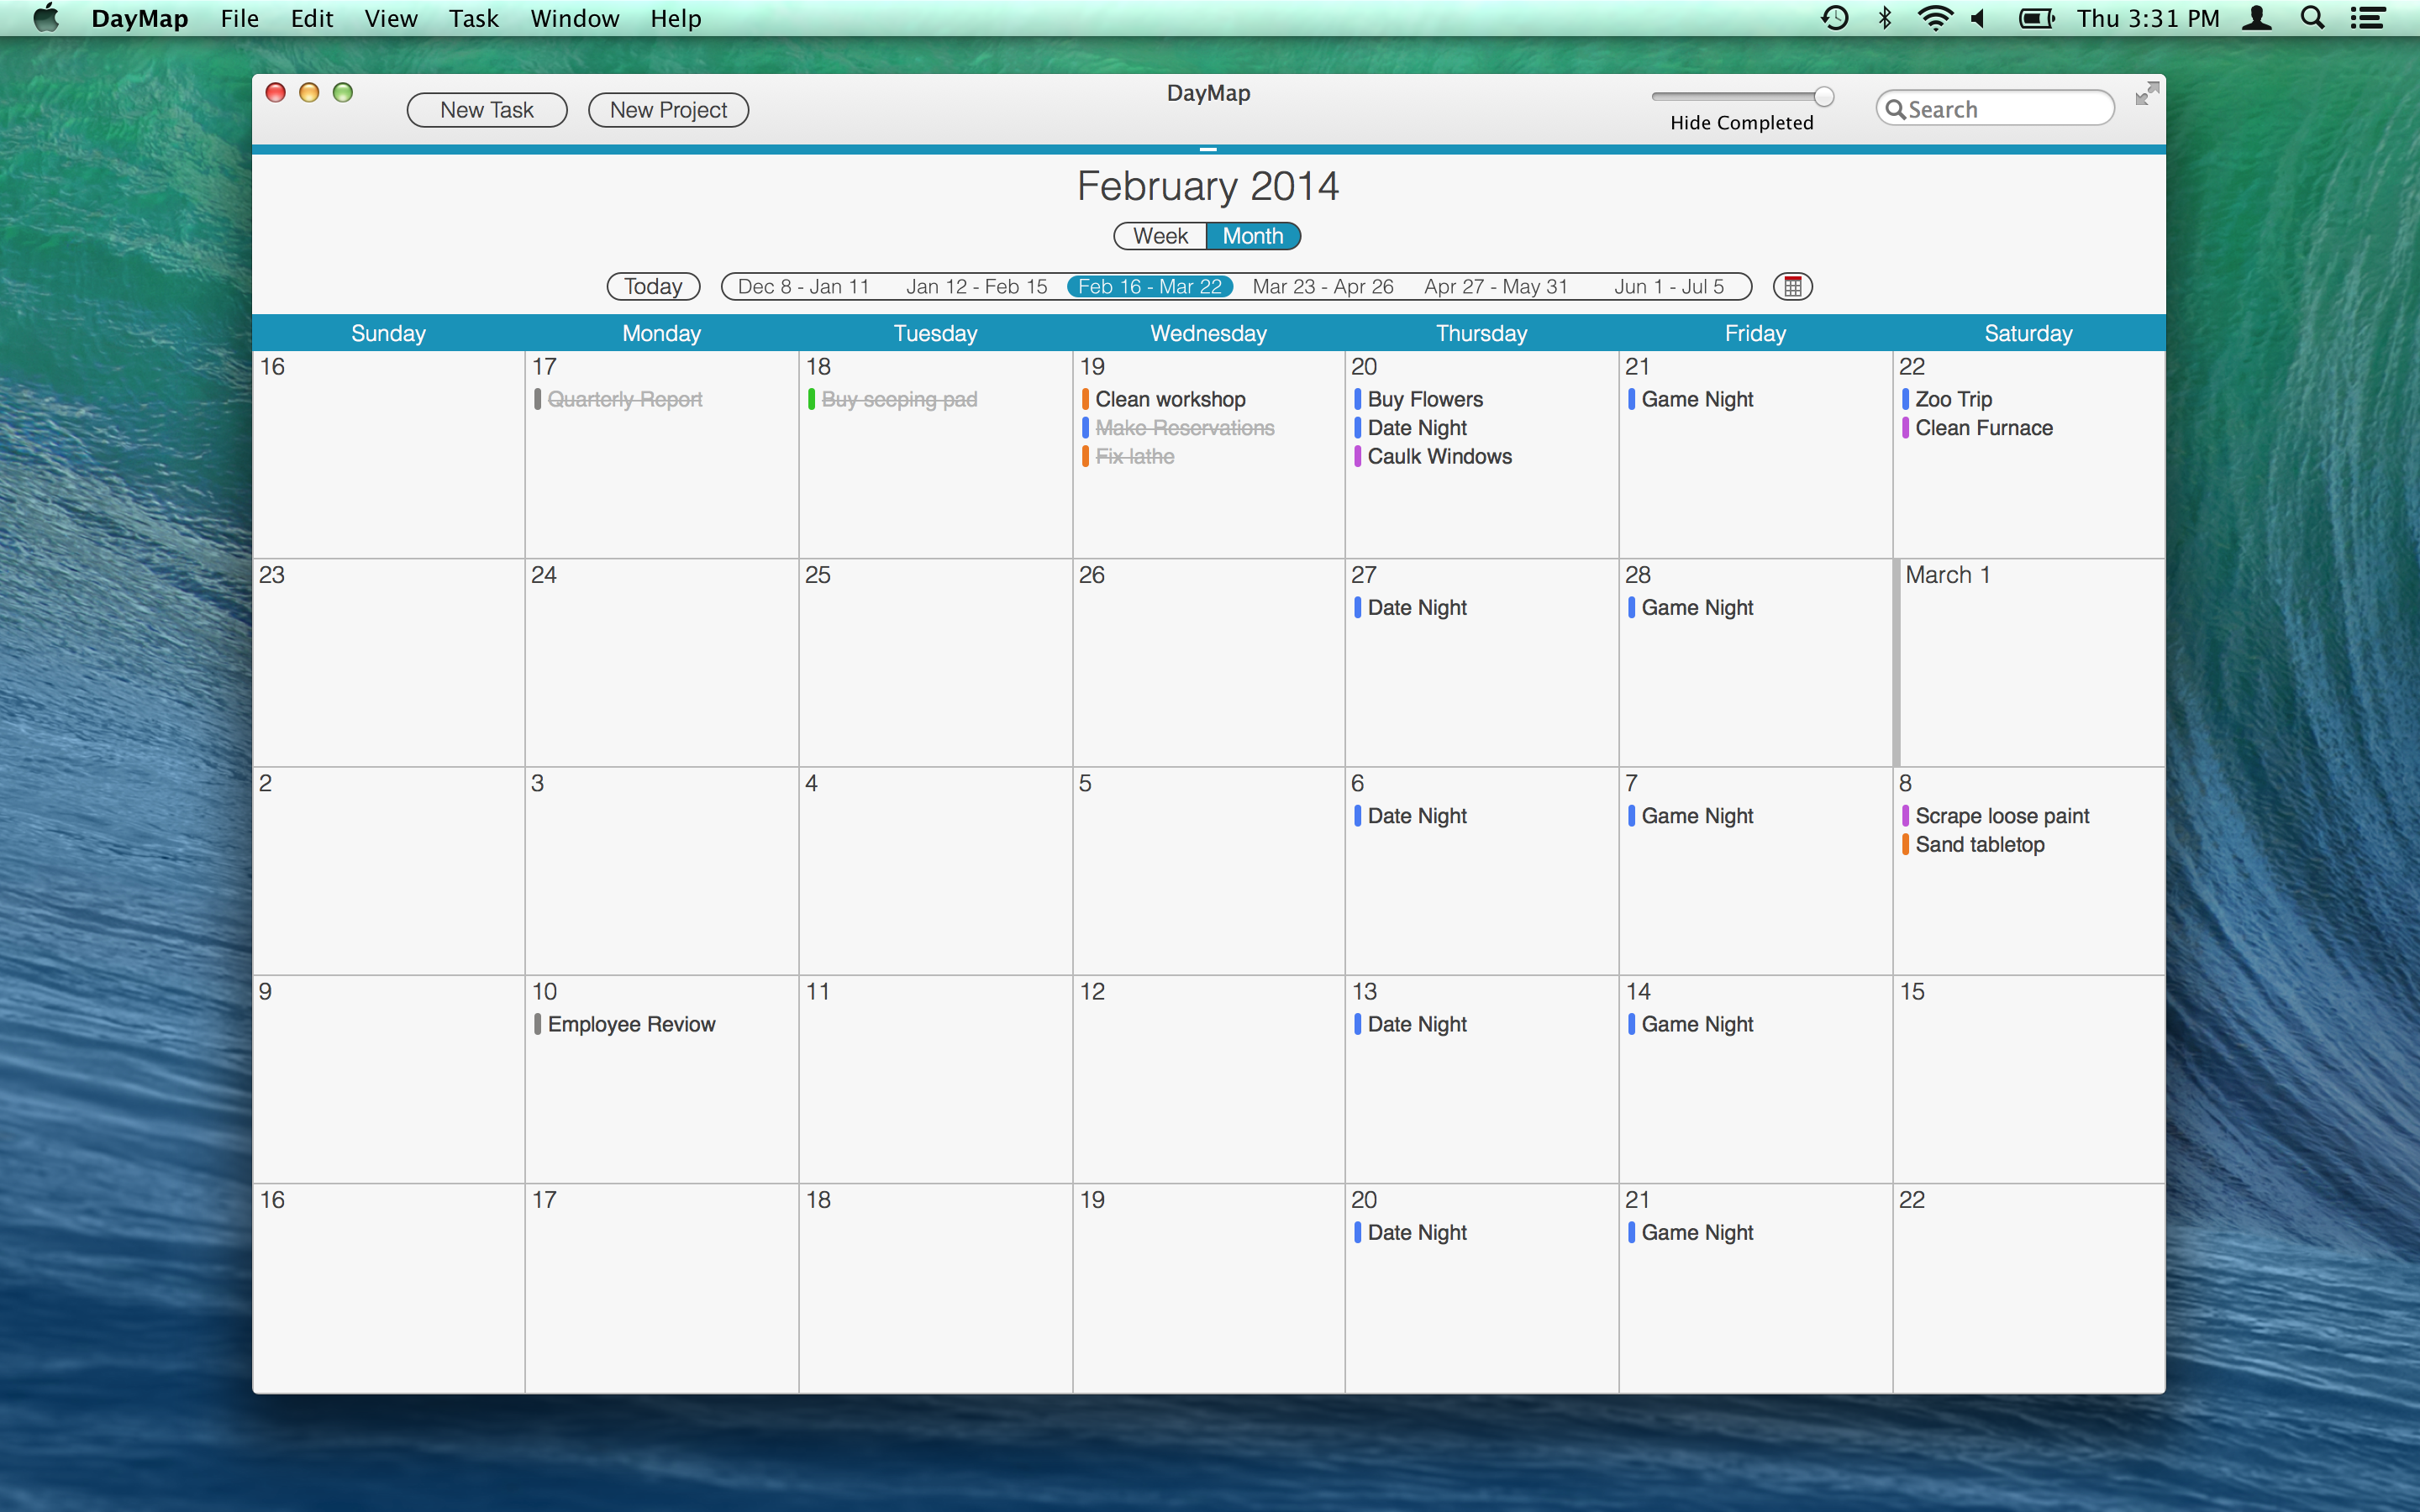 DayMap File Edit View Task Window Help Thu 3:31 PM
DayMap
New Task New Project Hide Completed Search
February 2014
Week Month
Today Dec 8 - Jan 11 Jan 12 - Feb 15 Feb 16 - Mar 22 Mar 23 - Apr 26 Apr 27 - May 31 Jun 1 - Jul 5
Sunday Monday Tuesday Wednesday Thursday Friday Saturday
16 17 18 19 20 21 22
Quarterly Report Buy seeping pad Clean workshop Buy Flowers Game Night Zoo Trip
Make Reservations Date Night Clean Furnace
Fix lathe Caulk Windows
23 24 25 26 27 28 March 1
Date Night Game Night
2 3 4 5 6 7 8
Date Night Game Night Scrape loose paint
Sand tabletop
9 10 11 12 13 14 15
Employee Reviow Date Night Game Night
16 17 18 19 20 21 22
Date Night Game Night